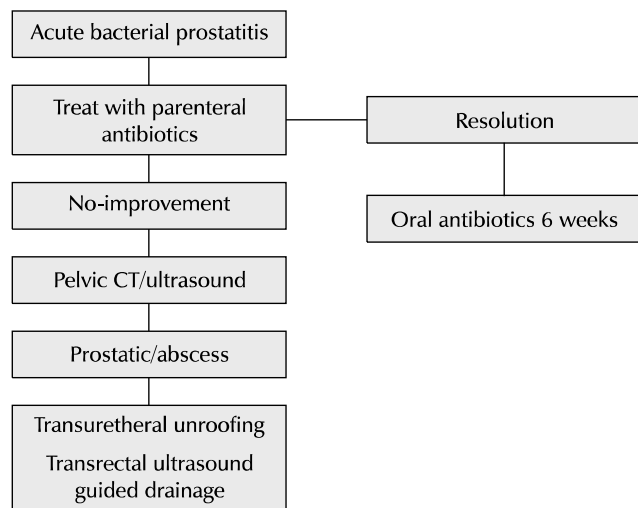 Acute bacterial prostatitis
Treat with parenteral
antibiotics
Resolution
No-improvement
Oral antibiotics 6 weeks
Pelvic CT/ultrasound
Prostatic/abscess
Transuretheral unroofing
Transrectal ultrasound
guided drainage